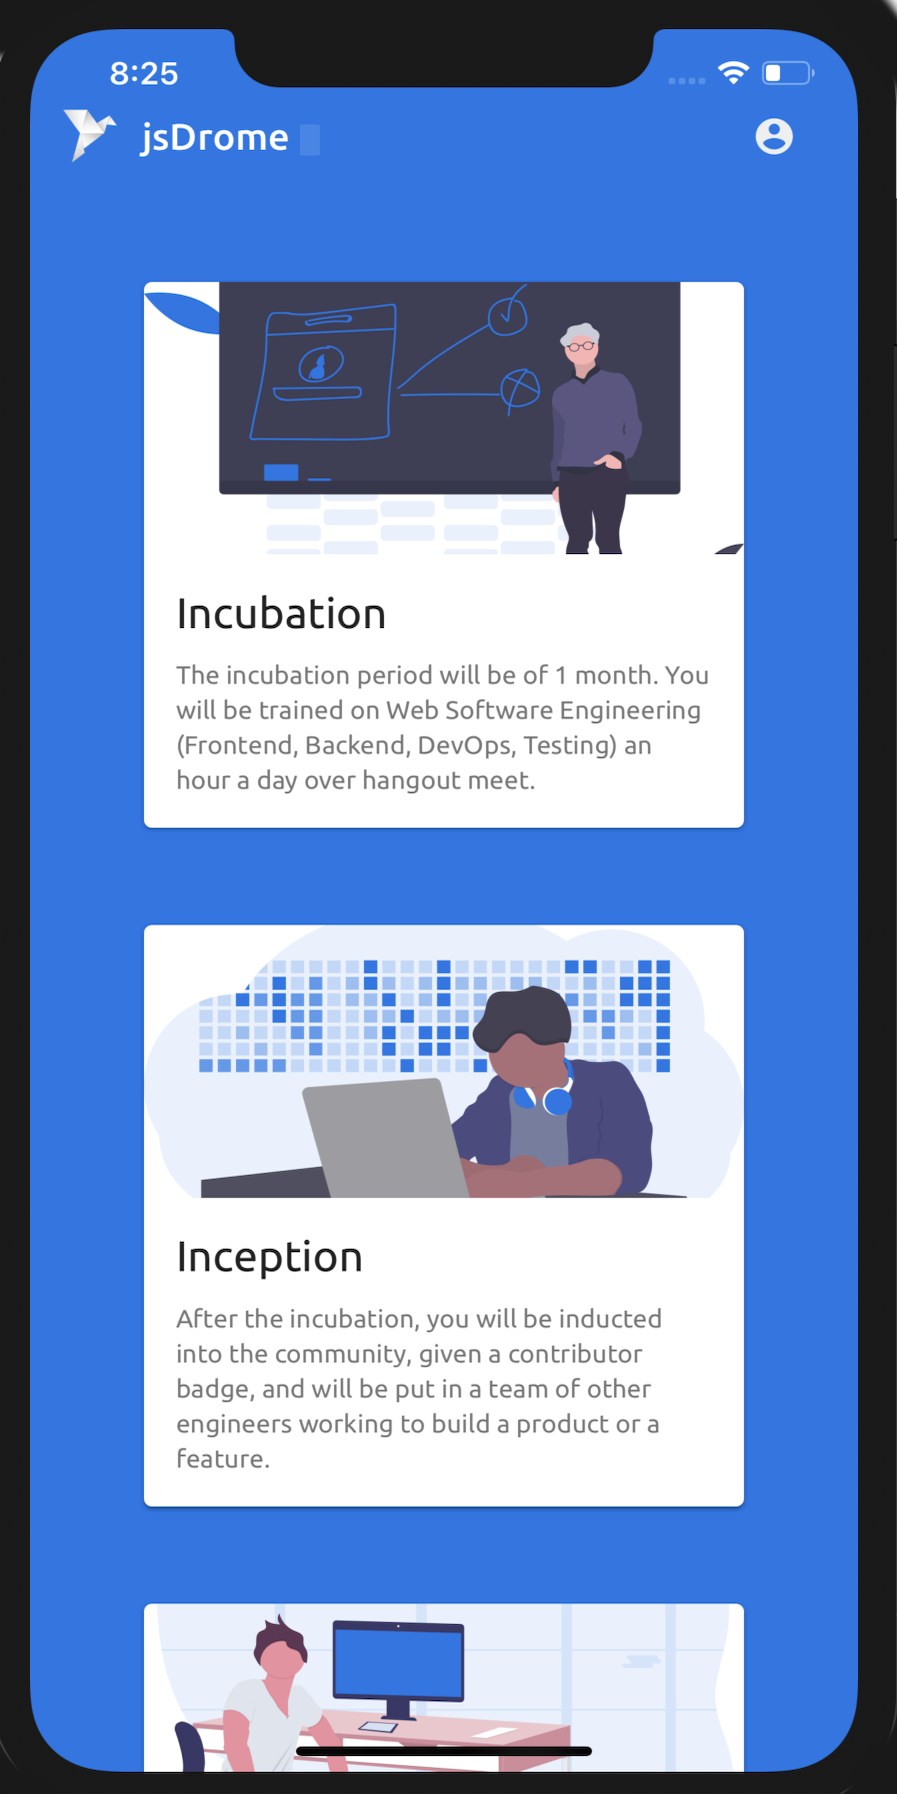 8:25
jsDrome
Incubation
The incubation period will be of 1 month. You
will be trained on Web Software Engineering
(Frontend, Backend, DevOps, Testing) an
hour a day over hangout meet.
Inception
After the incubation, you will be inducted
into the community, given a contributor
badge, and will be put in a team of other
engineers working to build a product or a
feature.